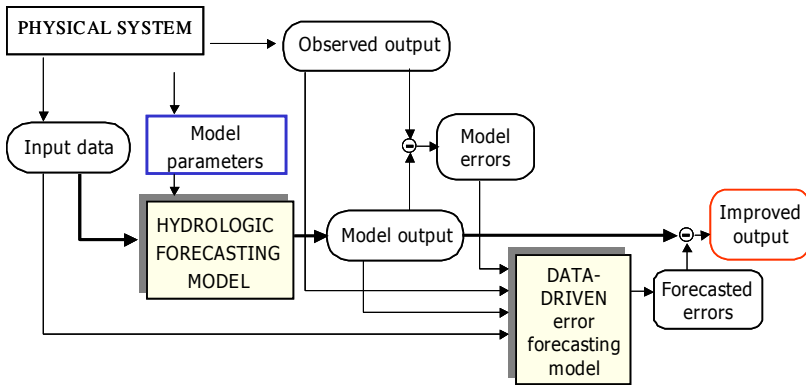 PHYSICAL SYSTEM
Observed output
Input data
Model
parameters
Model
errors
HYDROLOGIC
FORECASTING
MODEL
Model output
Improved
output
DATA-
DRIVEN
error
forecasting
model
Forecasted
errors